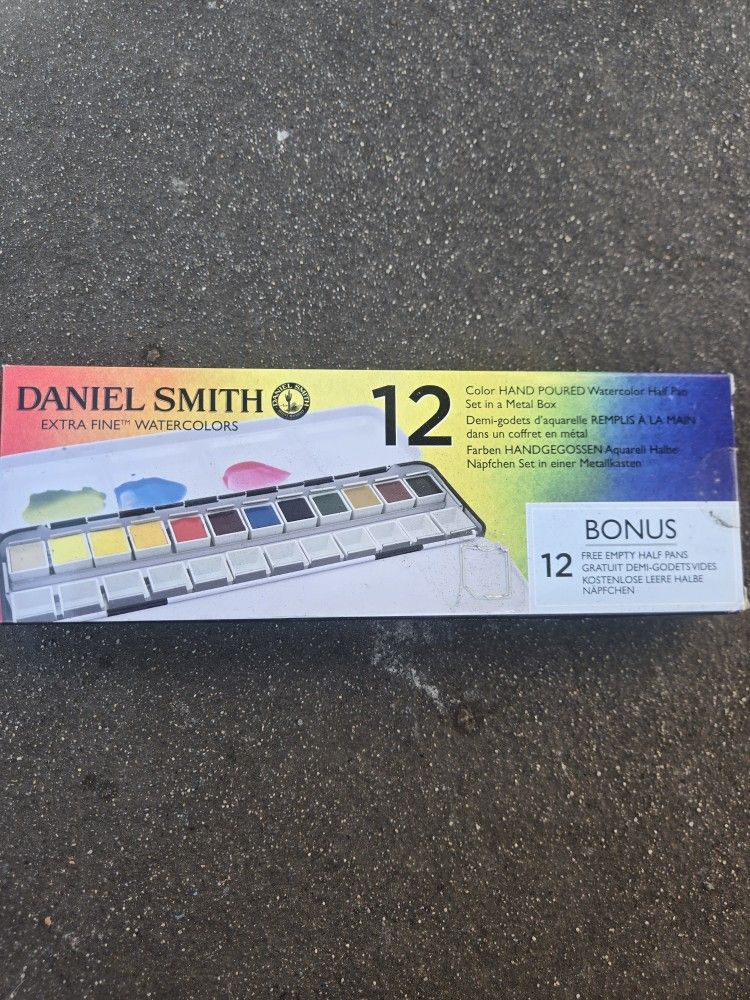 DANIEL SMITH
DANIEL SMITH
EXTRA FINE™ WATERCOLORS
12
Color HAND POURED Watercolor Half Pan
Set in a Metal Box
Demi-godets d'aquarelle REMPLIS À LA MAIN
dans un coffret en métal
Farben HANDGEGOSSEN Aquarell Halbe
Näpfchen Set in einer Metallkasten
BONUS
12
FREE EMPTY HALF PANS
GRATUIT DEMI-GODETS VIDES
KOSTENLOSE LEERE HALBE
NÄPFCHEN